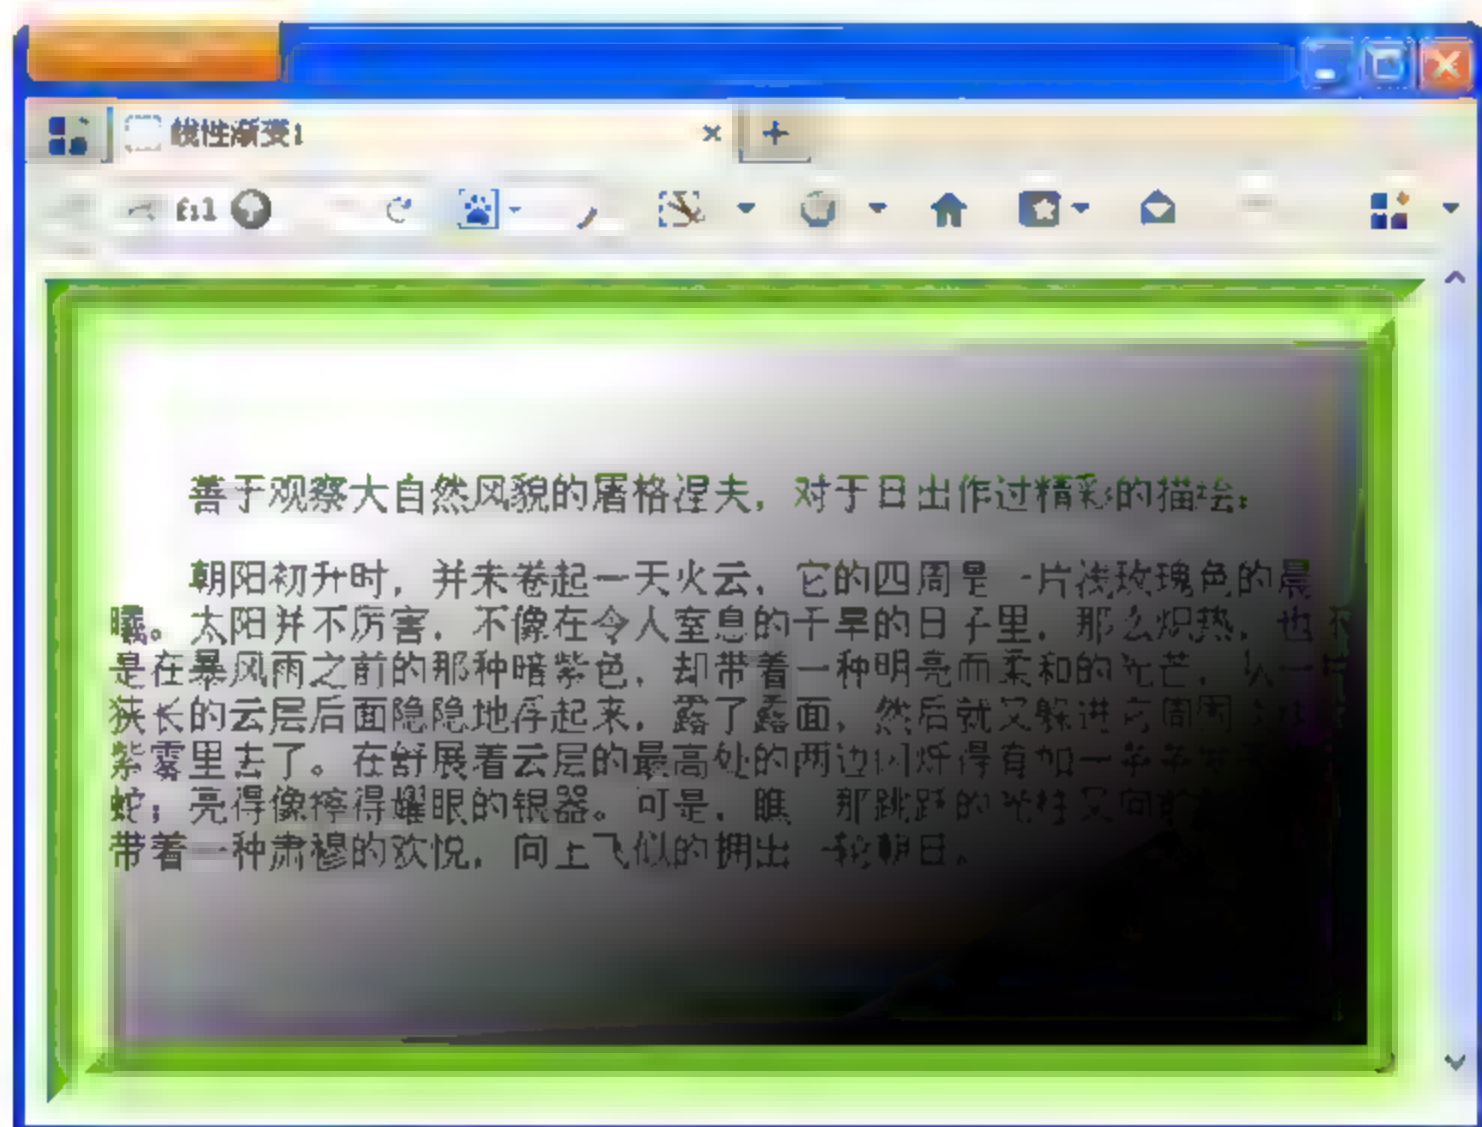 线性渐变1
fil
善于观察大自然风貌的屠格涅夫，对于日出作过精彩的描绘：
朝阳初升时，并未卷起一天火云，它的四周是一片浅玫瑰色的晨
曦。太阳并不厉害，不像在令人窒息的干旱的日子里，那么炽热，也不
是在暴风雨之前的那种暗紫色，却带着一种明亮而柔和的光芒，从一片
狭长的云层后面隐隐地浮起来，露了露面，然后就又躲进它周围
紫雾里去了。在舒展着云层的最高处的两边闪烁得有如一条条发
蛇；亮得像擦得耀眼的银器。可是，瞧 那跳跃的光柱又向前
带着一种肃穆的欢悦，向上飞似的拥出一轮朝日。